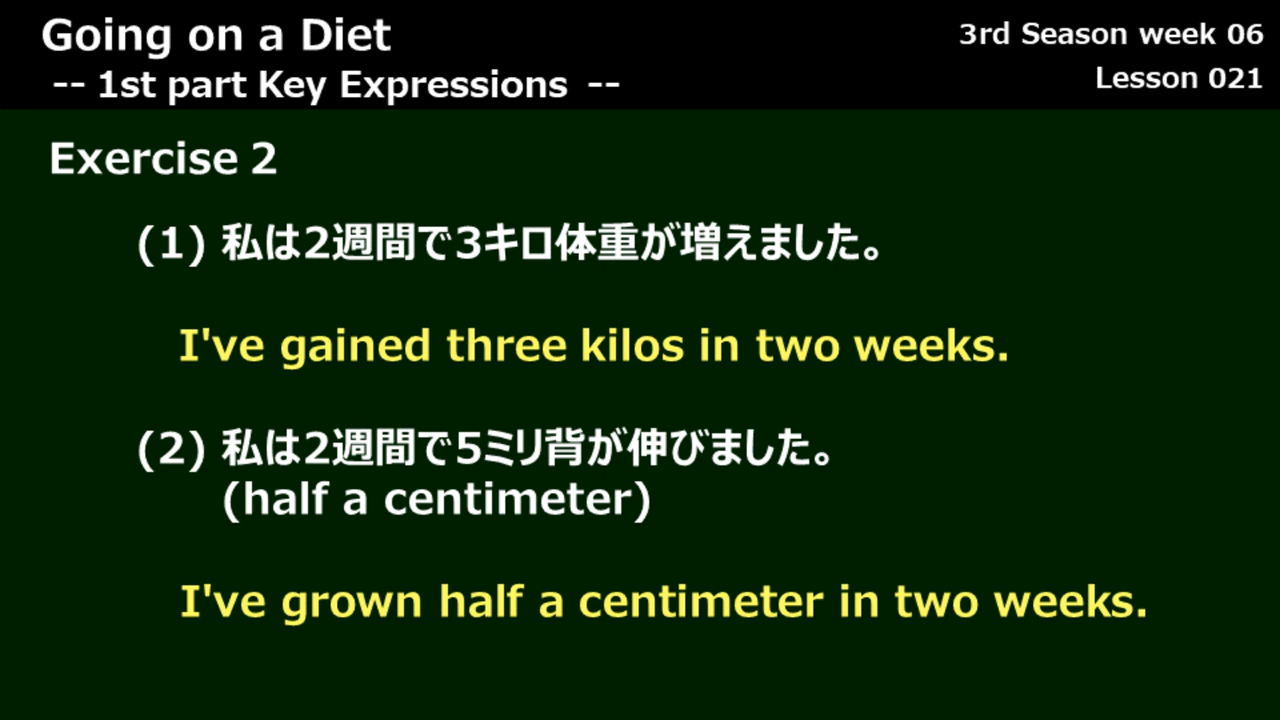 Going on a Diet
-- 1st part Key Expressions --
3rd Season week 06
Lesson 021
Exercise 2
(1) 私は2週間で3キロ体重が増えました。
I've gained three kilos in two weeks.
(2) 私は2週間で5ミリ背が伸びました。
(half a centimeter)
I've grown half a centimeter in two weeks.